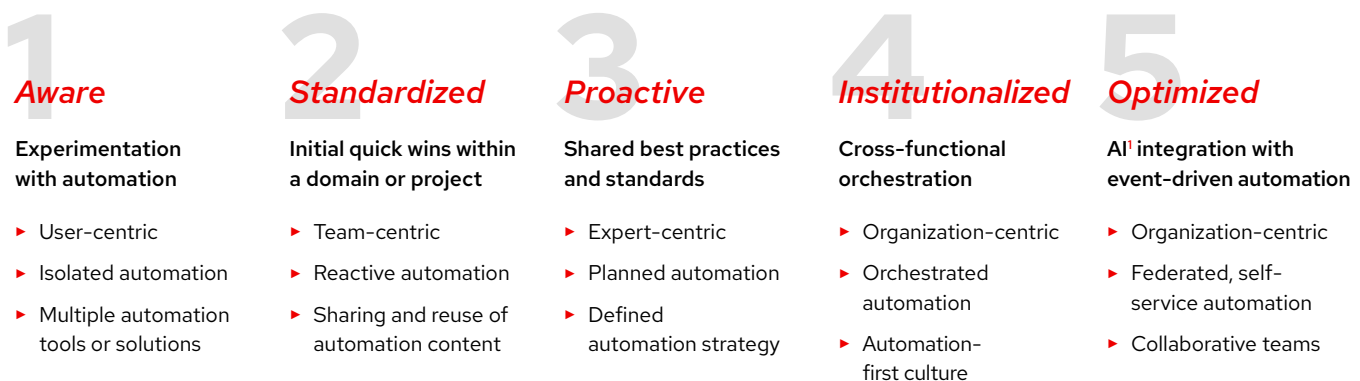 1
Aware
Experimentation
with automation
► User-centric
► Isolated automation
► Multiple automation
tools or solutions
2
Standardized
Initial quick wins within
a domain or project
► Team-centric
► Reactive automation
► Sharing and reuse of
automation content
3
Proactive
Shared best practices
and standards
► Expert-centric
► Planned automation
► Defined
automation strategy
4
Institutionalized
Cross-functional
orchestration
► Organization-centric
► Orchestrated
automation
► Automation-
first culture
5
Optimized
AI¹ integration with
event-driven automation
► Organization-centric
► Federated, self-
service automation
► Collaborative teams